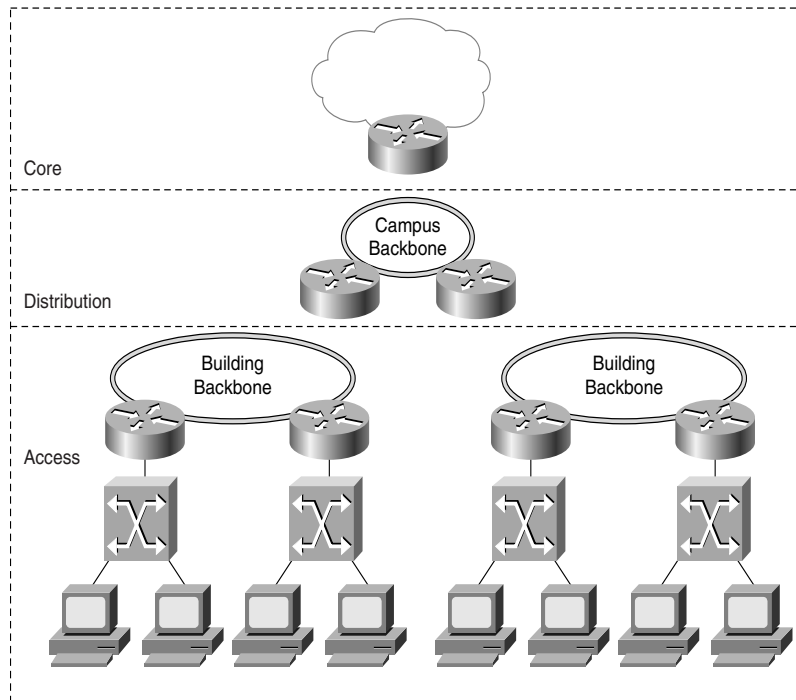 Core
Campus
Backbone
Distribution
Building
Backbone
Building
Backbone
Access